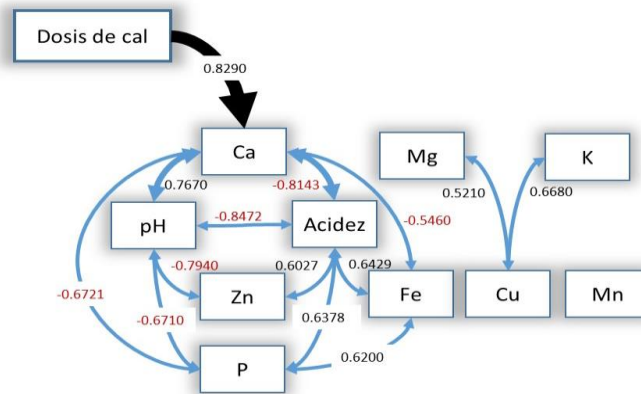 Dosis de cal
0.8290
Ca
Mg
K
0.7670
-0.8143
0.5210
0.6680
pH
-0.8472
Acidez
-0.5460
-0.7940
0.6027
0.6429
-0.6721
Zn
Fe
Cu
Mn
-0.6710
0.6378
0.6200
P